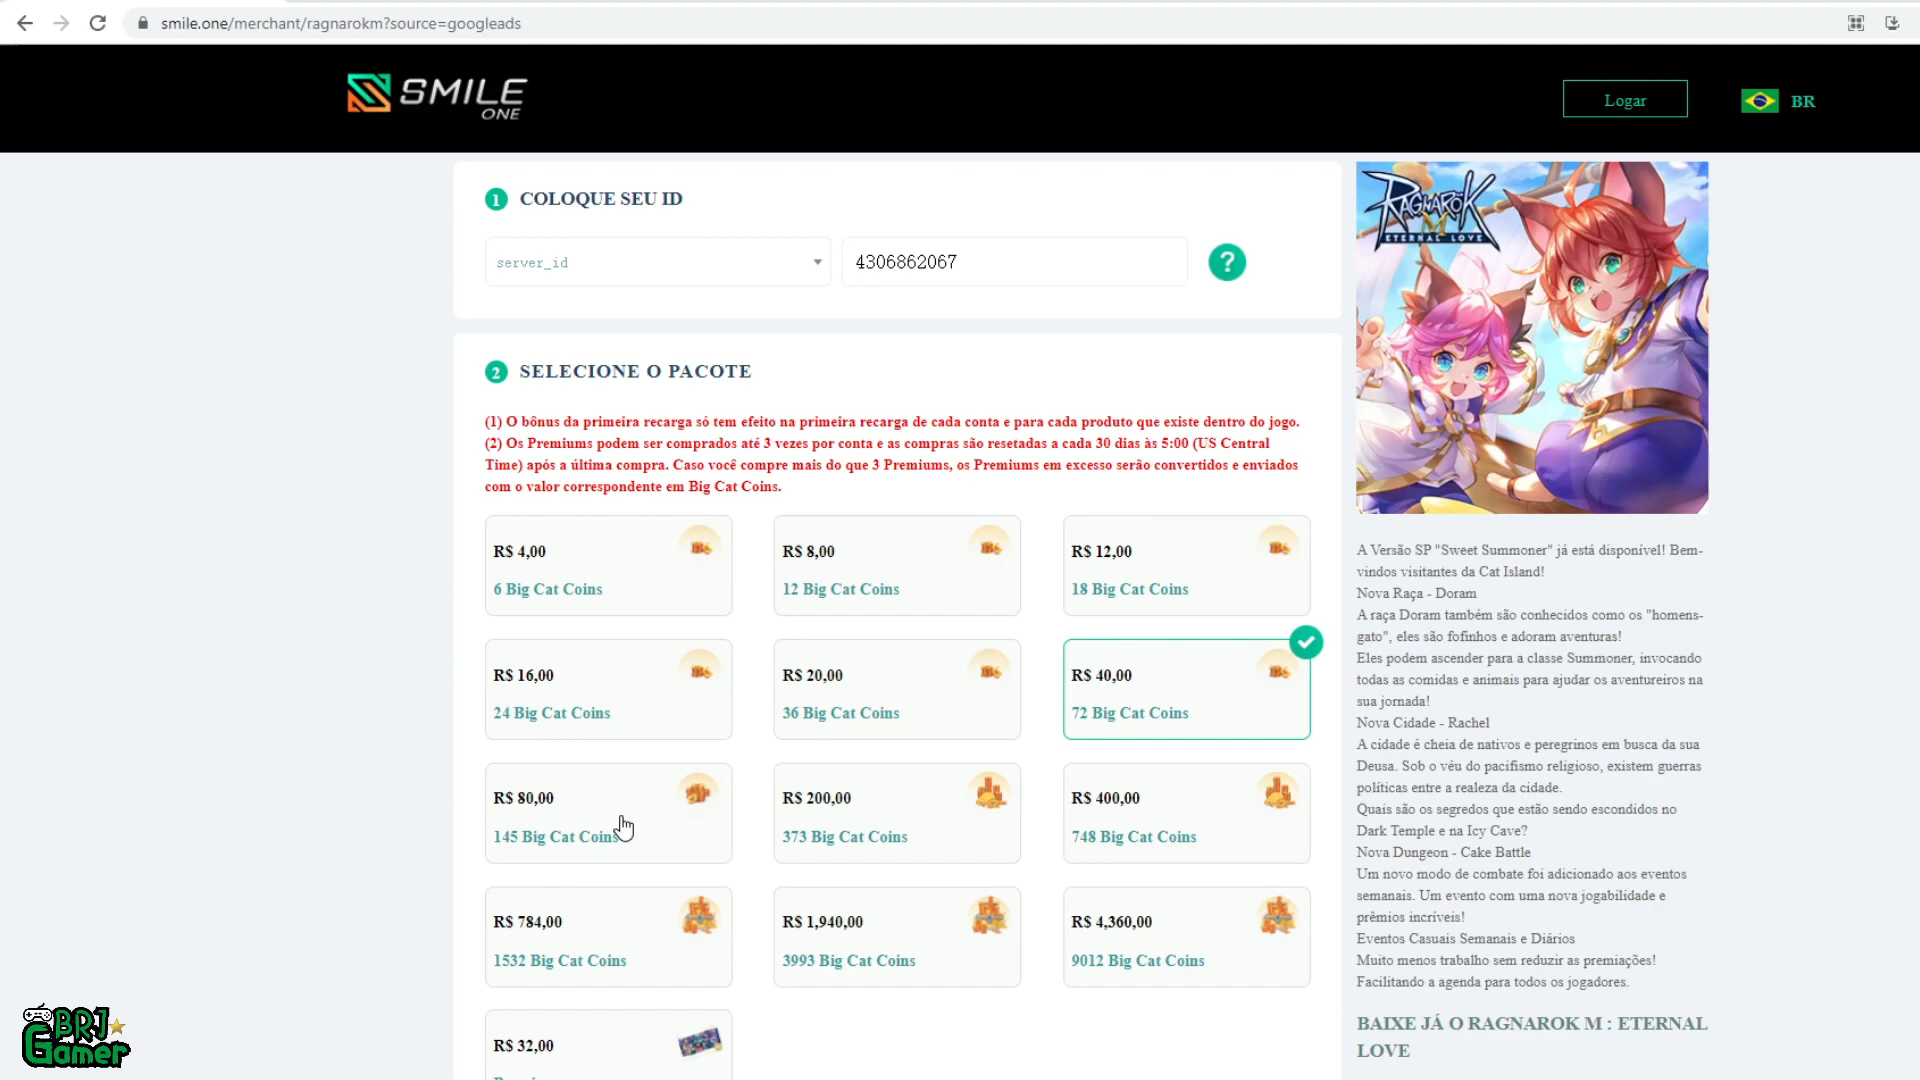 smile.one/merchant/ragnarokm?source=googleads
SMILE
ONE
Logar
BR
1 COLOQUE SEU ID
server_id
4306862067
?
2 SELECIONE O PACOTE
(1) O bônus da primeira recarga só tem efeito na primeira recarga de cada conta e para cada produto que existe dentro do jogo.
(2) Os Premiums podem ser comprados até 3 vezes por conta e as compras são resetadas a cada 30 dias às 5:00 (US Central
Time) após a última compra. Caso você compre mais do que 3 Premiums, os Premiums em excesso serão convertidos e enviados
com o valor correspondente em Big Cat Coins.
R$ 4,00
6 Big Cat Coins
R$ 8,00
12 Big Cat Coins
R$ 12,00
18 Big Cat Coins
R$ 16,00
24 Big Cat Coins
R$ 20,00
36 Big Cat Coins
R$ 40,00
72 Big Cat Coins
R$ 80,00
145 Big Cat Coins
R$ 200,00
373 Big Cat Coins
R$ 400,00
748 Big Cat Coins
R$ 784,00
1532 Big Cat Coins
R$ 1,940,00
3993 Big Cat Coins
R$ 4,360,00
9012 Big Cat Coins
R$ 32,00
RAGNARÖK
M
ETERNAL LOVE
A Versão SP "Sweet Summoner" já está disponível! Bem-
vindos visitantes da Cat Island!
Nova Raça - Doram
A raça Doram também são conhecidos como os "homens-
gato", eles são fofinhos e adoram aventuras!
Eles podem ascender para a classe Summoner, invocando
todas as comidas e animais para ajudar os aventureiros na
sua jornada!
Nova Cidade - Rachel
A cidade é cheia de nativos e peregrinos em busca da sua
Deusa. Sob o véu do pacifismo religioso, existem guerras
políticas entre a realeza da cidade.
Quais são os segredos que estão sendo escondidos no
Dark Temple e na Icy Cave?
Nova Dungeon - Cake Battle
Um novo modo de combate foi adicionado aos eventos
semanais. Um evento com uma nova jogabilidade e
prêmios incríveis!
Eventos Casuais Semanais e Diários
Muito menos trabalho sem reduzir as premiações!
Facilitando a agenda para todos os jogadores.
BAIXE JÁ O RAGNAROK M : ETERNAL
LOVE
BRJ
Gamer